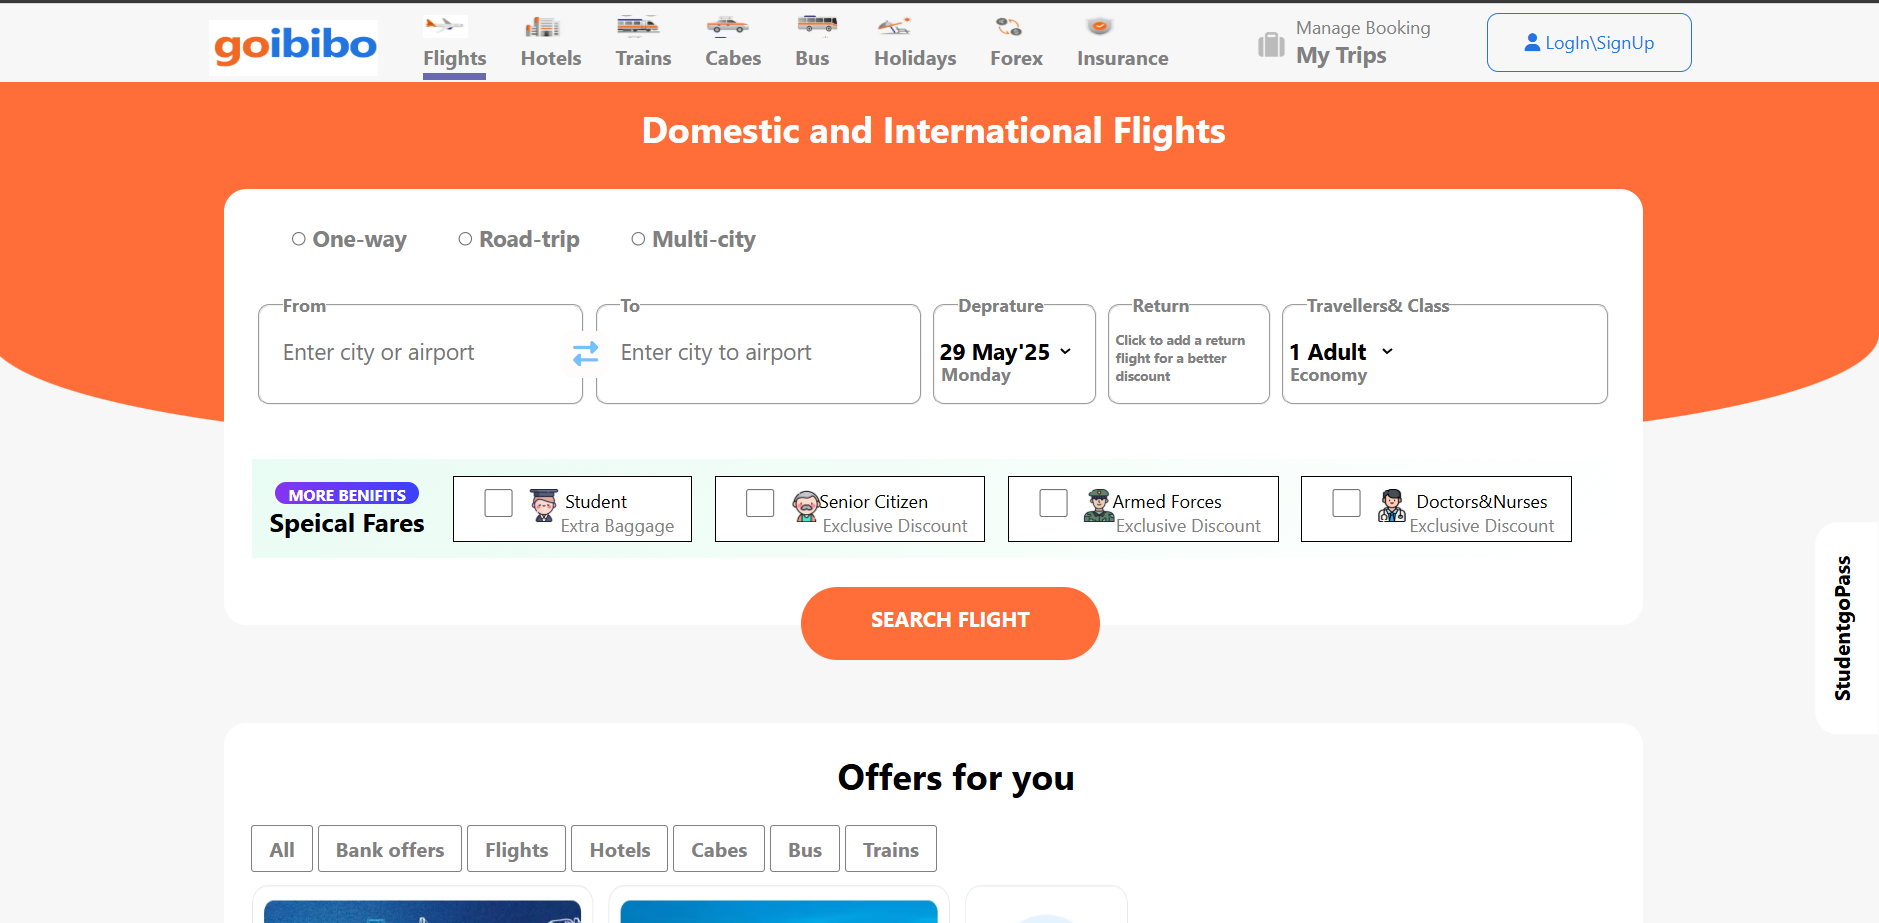 goibibo
Flights
Hotels
Trains
Cabes
Bus
Holidays
Forex
Insurance
Manage Booking
My Trips
LogIn\SignUp
Domestic and International Flights
One-way
Road-trip
Multi-city
From
Enter city or airport
To
Enter city to airport
Deprature
29 May'25
Monday
Return
Click to add a return
flight for a better
discount
Travellers& Class
1 Adult
Economy
MORE BENIFITS
Speical Fares
Student
Extra Baggage
Senior Citizen
Exclusive Discount
Armed Forces
Exclusive Discount
Doctors&Nurses
Exclusive Discount
SEARCH FLIGHT
StudentgoPass
Offers for you
All
Bank offers
Flights
Hotels
Cabes
Bus
Trains